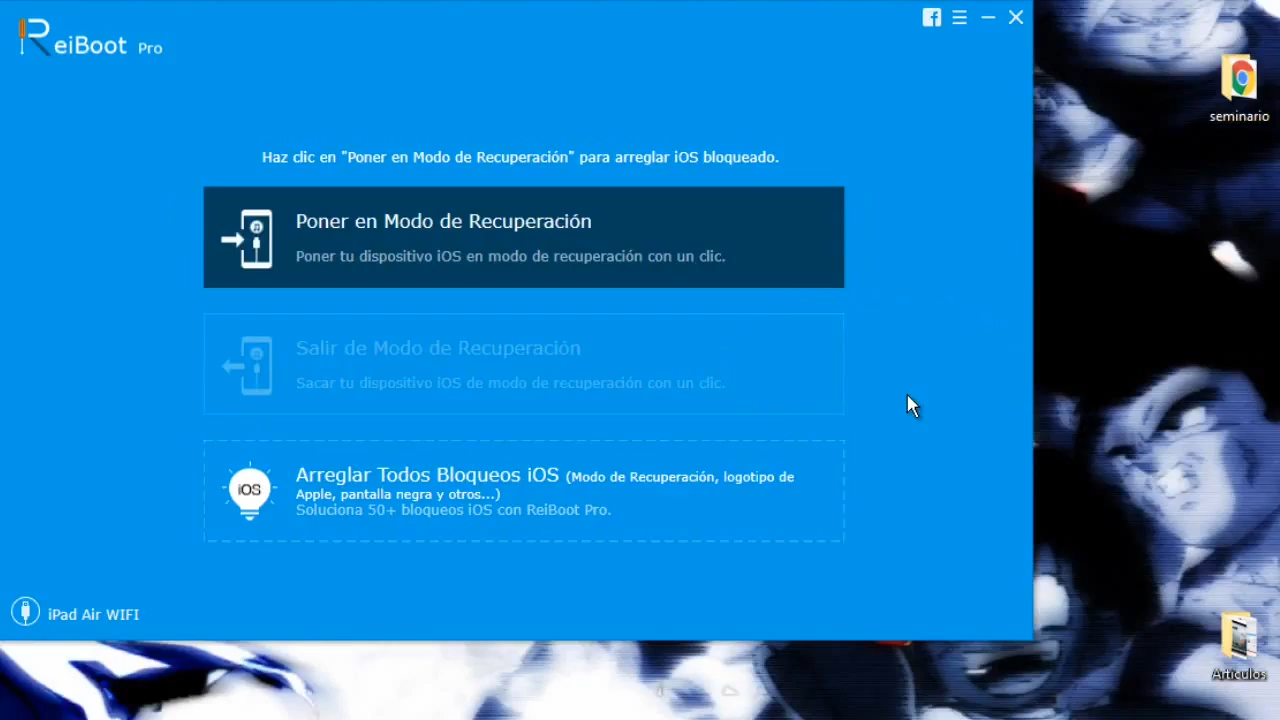 ReiBoot Pro
seminario
Haz clic en "Poner en Modo de Recuperación" para arreglar iOS bloqueado.
Poner en Modo de Recuperación
Poner tu dispositivo iOS en modo de recuperación con un clic.
Salir de Modo de Recuperación
Sacar tu dispositivo iOS de modo de recuperación con un clic.
iOS
Arreglar Todos Bloqueos iOS (Modo de Recuperación, logotipo de
Apple, pantalla negra y otros...)
Soluciona 50+ bloqueos iOS con ReiBoot Pro.
iPad Air WIFI
Artículos